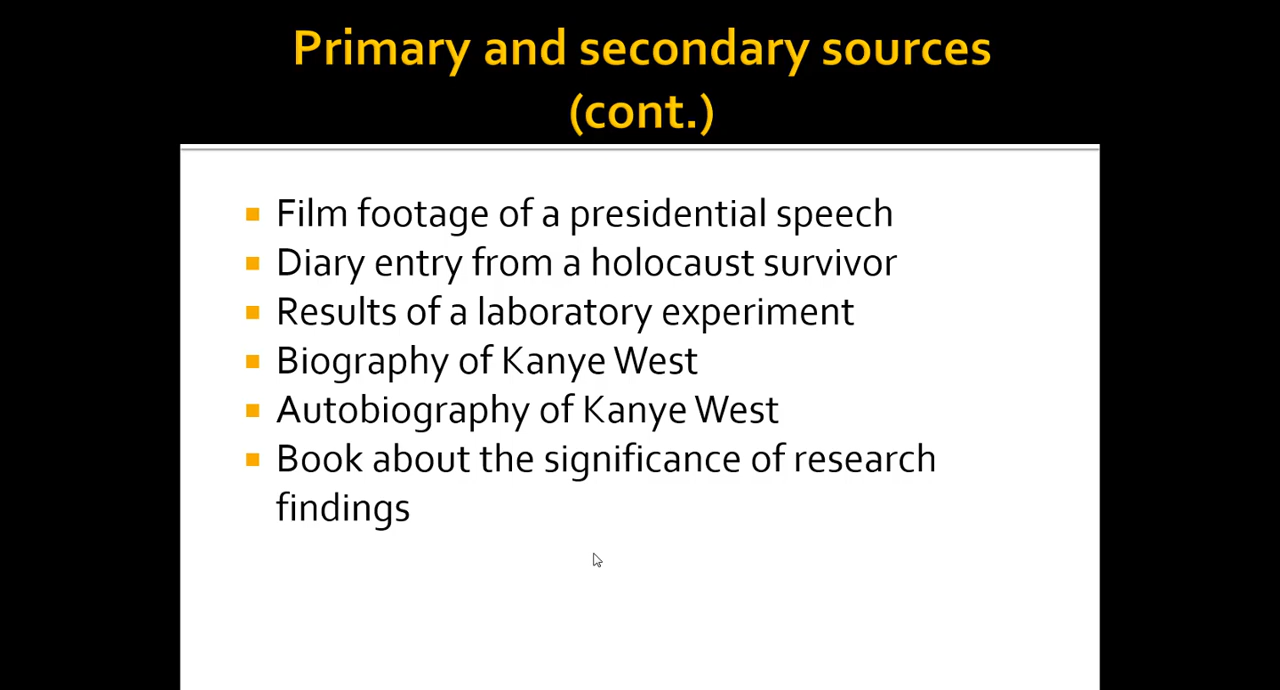 Primary and secondary sources
(cont.)
Film footage of a presidential speech
Diary entry from a holocaust survivor
Results of a laboratory experiment
Biography of Kanye West
Autobiography of Kanye West
Book about the significance of research
findings